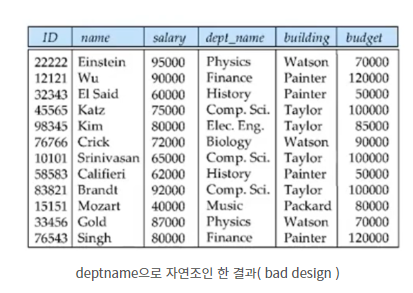 ID name salary dept_name building budget
22222 Einstein 95000 Physics Watson 70000
12121 Wu 90000 Finance Painter 120000
32343 El Said 60000 History Painter 50000
45565 Katz 75000 Comp. Sci. Taylor 100000
98345 Kim 80000 Elec. Eng. Taylor 85000
76766 Crick 72000 Biology Watson 90000
10101 Srinivasan 65000 Comp. Sci. Taylor 100000
58583 Califieri 62000 History Painter 50000
83821 Brandt 92000 Comp. Sci. Taylor 100000
15151 Mozart 40000 Music Packard 80000
33456 Gold 87000 Physics Watson 70000
76543 Singh 80000 Finance Painter 120000
deptname으로 자연조인 한 결과( bad design )